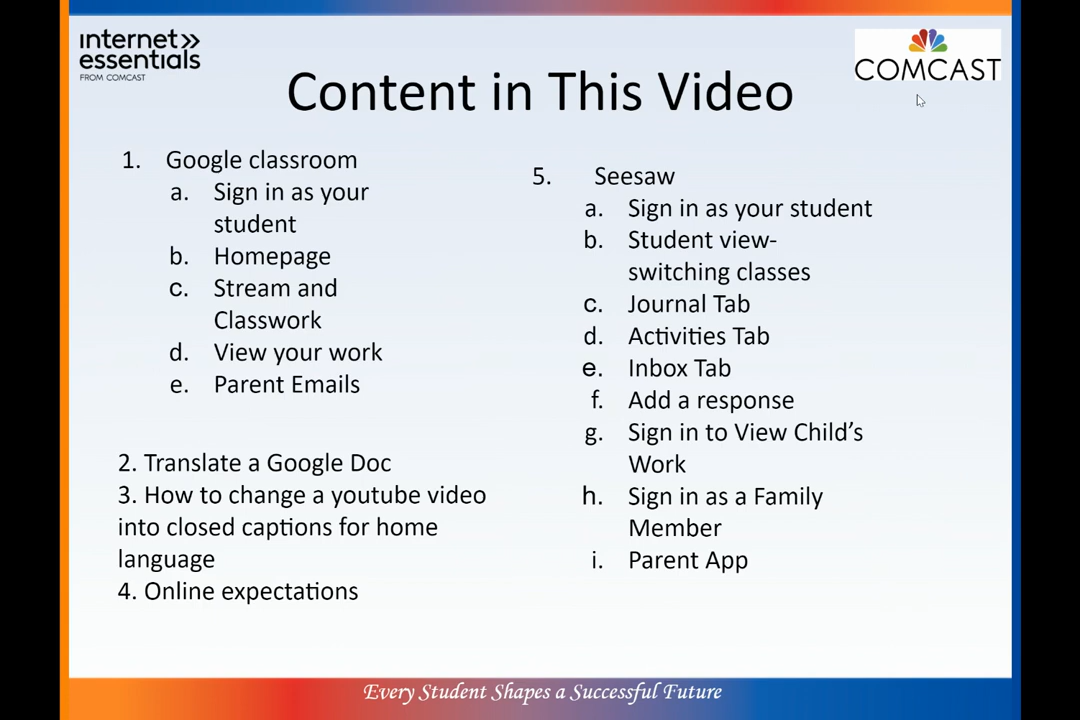 internet»
essentials
FROM COMCAST
COMCAST
Content in This Video
1. Google classroom
a. Sign in as your
student
b. Homepage
c. Stream and
Classwork
d. View your work
e. Parent Emails
2. Translate a Google Doc
3. How to change a youtube video
into closed captions for home
language
4. Online expectations
5. Seesaw
a. Sign in as your student
b. Student view-
switching classes
c. Journal Tab
d. Activities Tab
e. Inbox Tab
f. Add a response
g. Sign in to View Child’s
Work
h. Sign in as a Family
Member
i. Parent App
Every Student Shapes a Successful Future